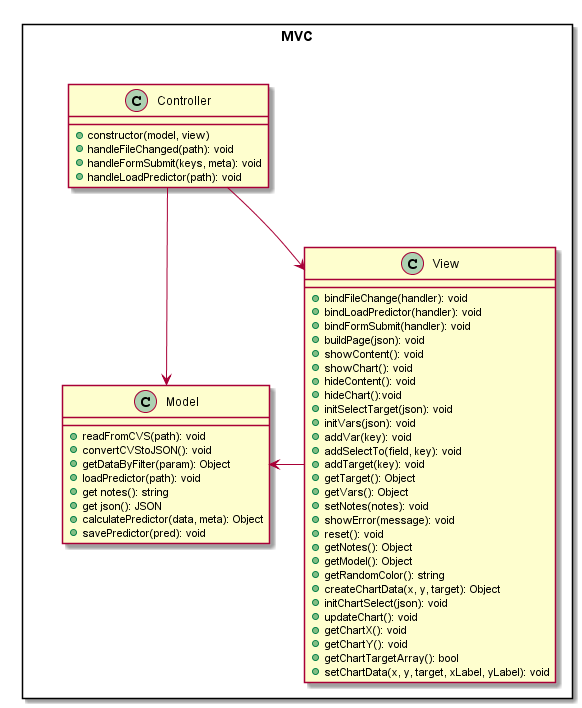 MVC
C Controller
constructor(model, view)
handleFileChanged(path): void
handleFormSubmit(keys, meta): void
handleLoadPredictor(path): void
C View
bindFileChange(handler): void
bindLoadPredictor(handler): void
bindFormSubmit(handler): void
buildPage(json): void
showContent(): void
showChart(): void
hideContent(): void
hideChart():void
initSelectTarget(json): void
initVars(json): void
addVar(key): void
addSelectTo(field, key): void
addTarget(key): void
getTarget(): Object
getVars(): Object
setNotes(notes): void
showError(message): void
reset(): void
getNotes(): Object
getModel(): Object
getRandomColor(): string
createChartData(x, y, target): Object
initChartSelect(json): void
updateChart(): void
getChartX(): void
getChartY(): void
getChartTargetArray(): bool
setChartData(x, y, target, xLabel, yLabel): void
C Model
readFromCVS(path): void
convertCVStoJSON(): void
getDataByFilter(param): Object
loadPredictor(path): void
get notes(): string
get json(): JSON
calculatePredictor(data, meta): Object
savePredictor(pred): void